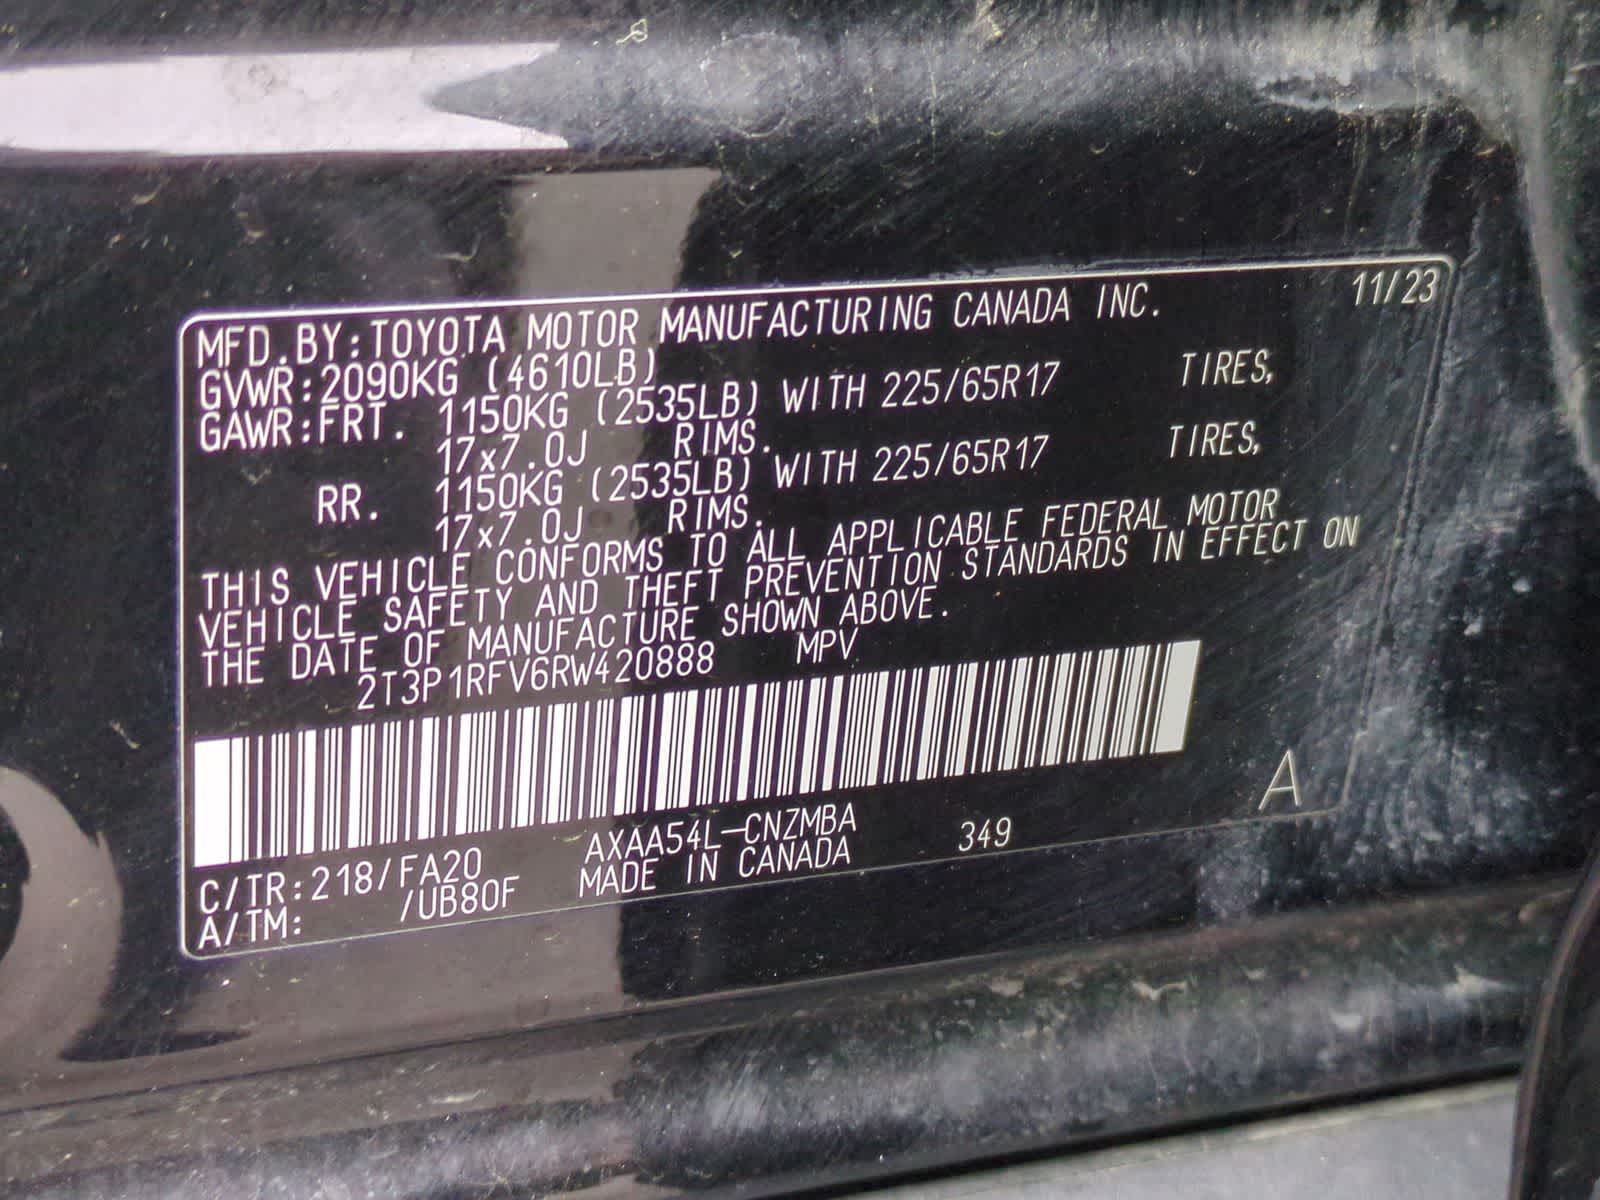 11/23
MFD.BY:TOYOTA MOTOR MANUFACTURING CANADA INC.
GVWR:2090KG (4610LB)
GAWR:FRT. 1150KG (2535LB) WITH 225/65R17 TIRES,
17x7.0J RIMS.
RR. 1150KG (2535LB) WITH 225/65R17 TIRES,
17x7.0J RIMS.
THIS VEHICLE CONFORMS TO ALL APPLICABLE FEDERAL MOTOR
VEHICLE SAFETY AND THEFT PREVENTION STANDARDS IN EFFECT ON
THE DATE OF MANUFACTURE SHOWN ABOVE.
2T3P1RFV6RW420888 MPV
A
C/TR:218/FA20 AXAA54L-CNZMBA 349
A/TM: /UB80F MADE IN CANADA